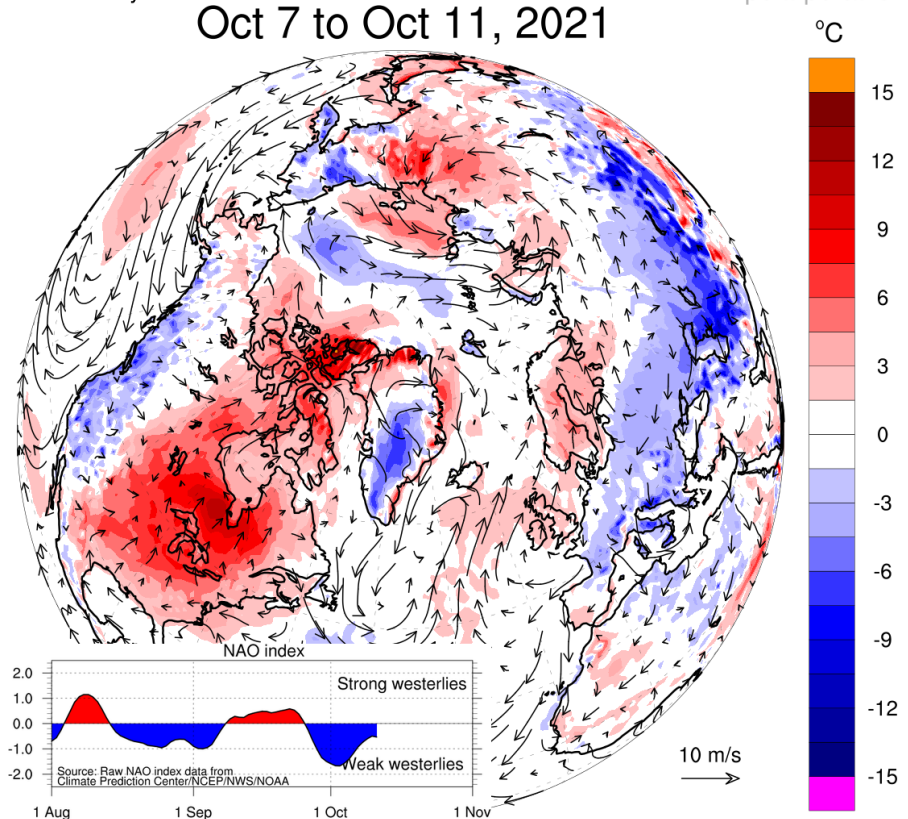 Oct 7 to Oct 11, 2021
°C
15
12
9
6
3
0
-3
-6
-9
-12
-15
NAO index
2.0
1.0
0.0
-1.0
-2.0
Strong westerlies
Weak westerlies
Source: Raw NAO index data from
Climate Prediction Center/NCEP/NWS/NOAA
1 Aug 1 Sep 1 Oct 1 Nov
10 m/s